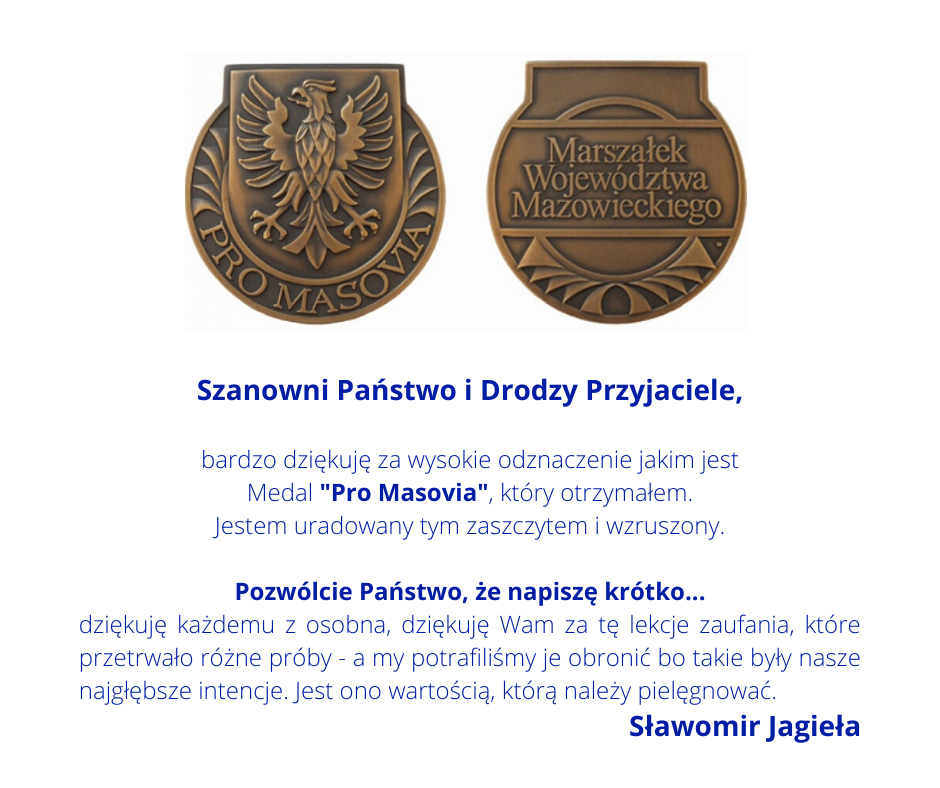 PRO MASOVIA
Marszałek
Województwa
Mazowieckiego
Szanowni Państwo i Drodzy Przyjaciele,
bardzo dziękuję za wysokie odznaczenie jakim jest
Medal "Pro Masovia", który otrzymałem.
Jestem uradowany tym zaszczytem i wzruszony.
Pozwólcie Państwo, że napiszę krótko...
dziękuję każdemu z osobna, dziękuję Wam za tę lekcje zaufania, które
przetrwało różne próby - a my potrafiliśmy je obronić bo takie były nasze
najgłębsze intencje. Jest ono wartością, którą należy pielęgnować.
Sławomir Jagieła